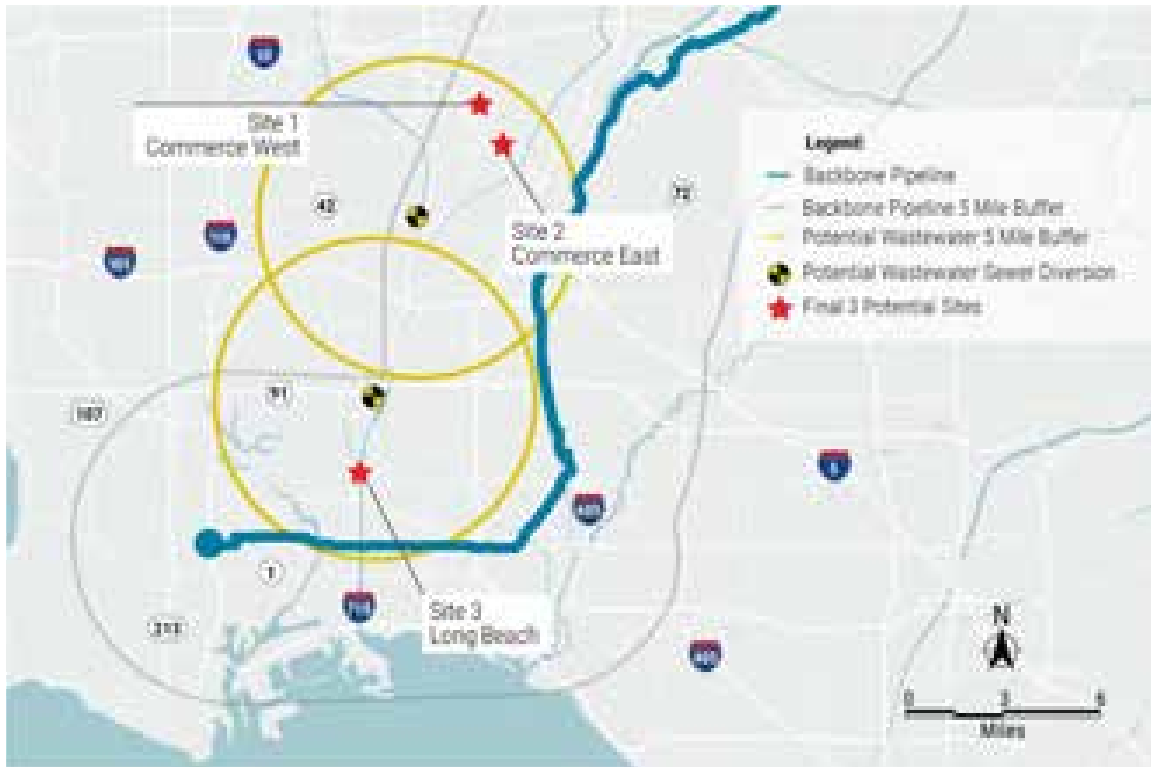 Site 1
Commerce West
42
72
Site 2
Commerce East
Legend
Backbone Pipeline
Backbone Pipeline 5 Mile Buffer
Potential Wastewater 5 Mile Buffer
Potential Wastewater Sewer Diversion
Final 3 Potential Sites
91
107
5
605
1
710
213
Site 3
Long Beach
405
N
0
3
6
Miles